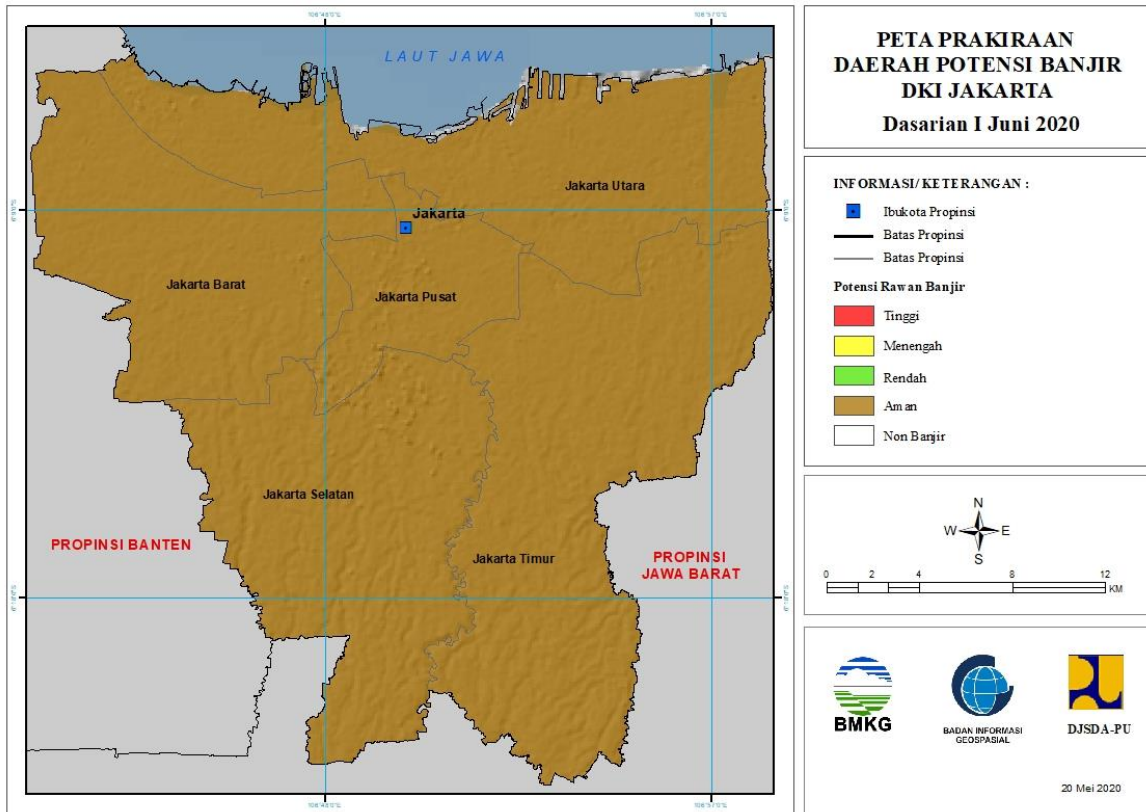 PETA PRAKIRAAN
DAERAH POTENSI BANJIR
DKI JAKARTA
Dasarian I Juni 2020
INFORMASI/ KETERANGAN :
Ibukota Propinsi
Batas Propinsi
Batas Propinsi
Potensi Rawan Banjir
Tinggi
Menengah
Rendah
Aman
Non Banjir
N
W E
S
0 2 4 8 12
KM
BMKG
BADAN INFORMASI
GEOSPASIAL
DJSDA-PU
20 Mei 2020
LAUT JAWA
Jakarta Utara
Jakarta
Jakarta Barat
Jakarta Pusat
Jakarta Selatan
Jakarta Timur
PROPINSI BANTEN
PROPINSI
JAWA BARAT